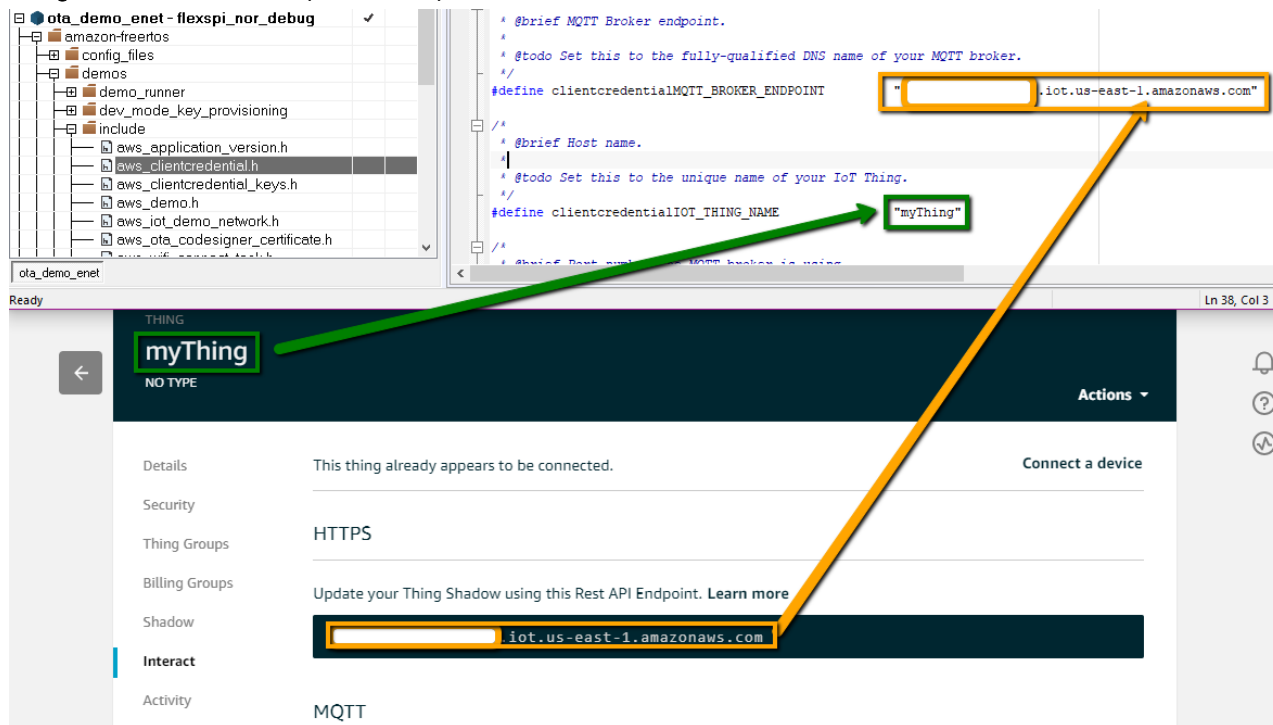 ota_demo_enet - flexspi_nor_debug
amazon-freertos
config_files
demos
demo_runner
dev_mode_key_provisioning
include
aws_application_version.h
aws_clientcredential.h
aws_clientcredential_keys.h
aws_demo.h
aws_iot_demo_network.h
aws_ota_codesigner_certificate.h
ota_demo_enet
* @brief MQTT Broker endpoint.
*
* @todo Set this to the fully-qualified DNS name of your MQTT broker.
*/
#define clientcredentialMQTT_BROKER_ENDPOINT " .iot.us-east-1.amazonaws.com"
/*
* @brief Host name.
*
* @todo Set this to the unique name of your IoT Thing.
*/
#define clientcredentialIOT_THING_NAME "myThing"
/*
Ready
Ln 38, Col 3
THING
myThing
NO TYPE
Actions
Details
Security
Thing Groups
Billing Groups
Shadow
Interact
Activity
This thing already appears to be connected.
Connect a device
HTTPS
Update your Thing Shadow using this Rest API Endpoint. Learn more
.iot.us-east-1.amazonaws.com
MQTT